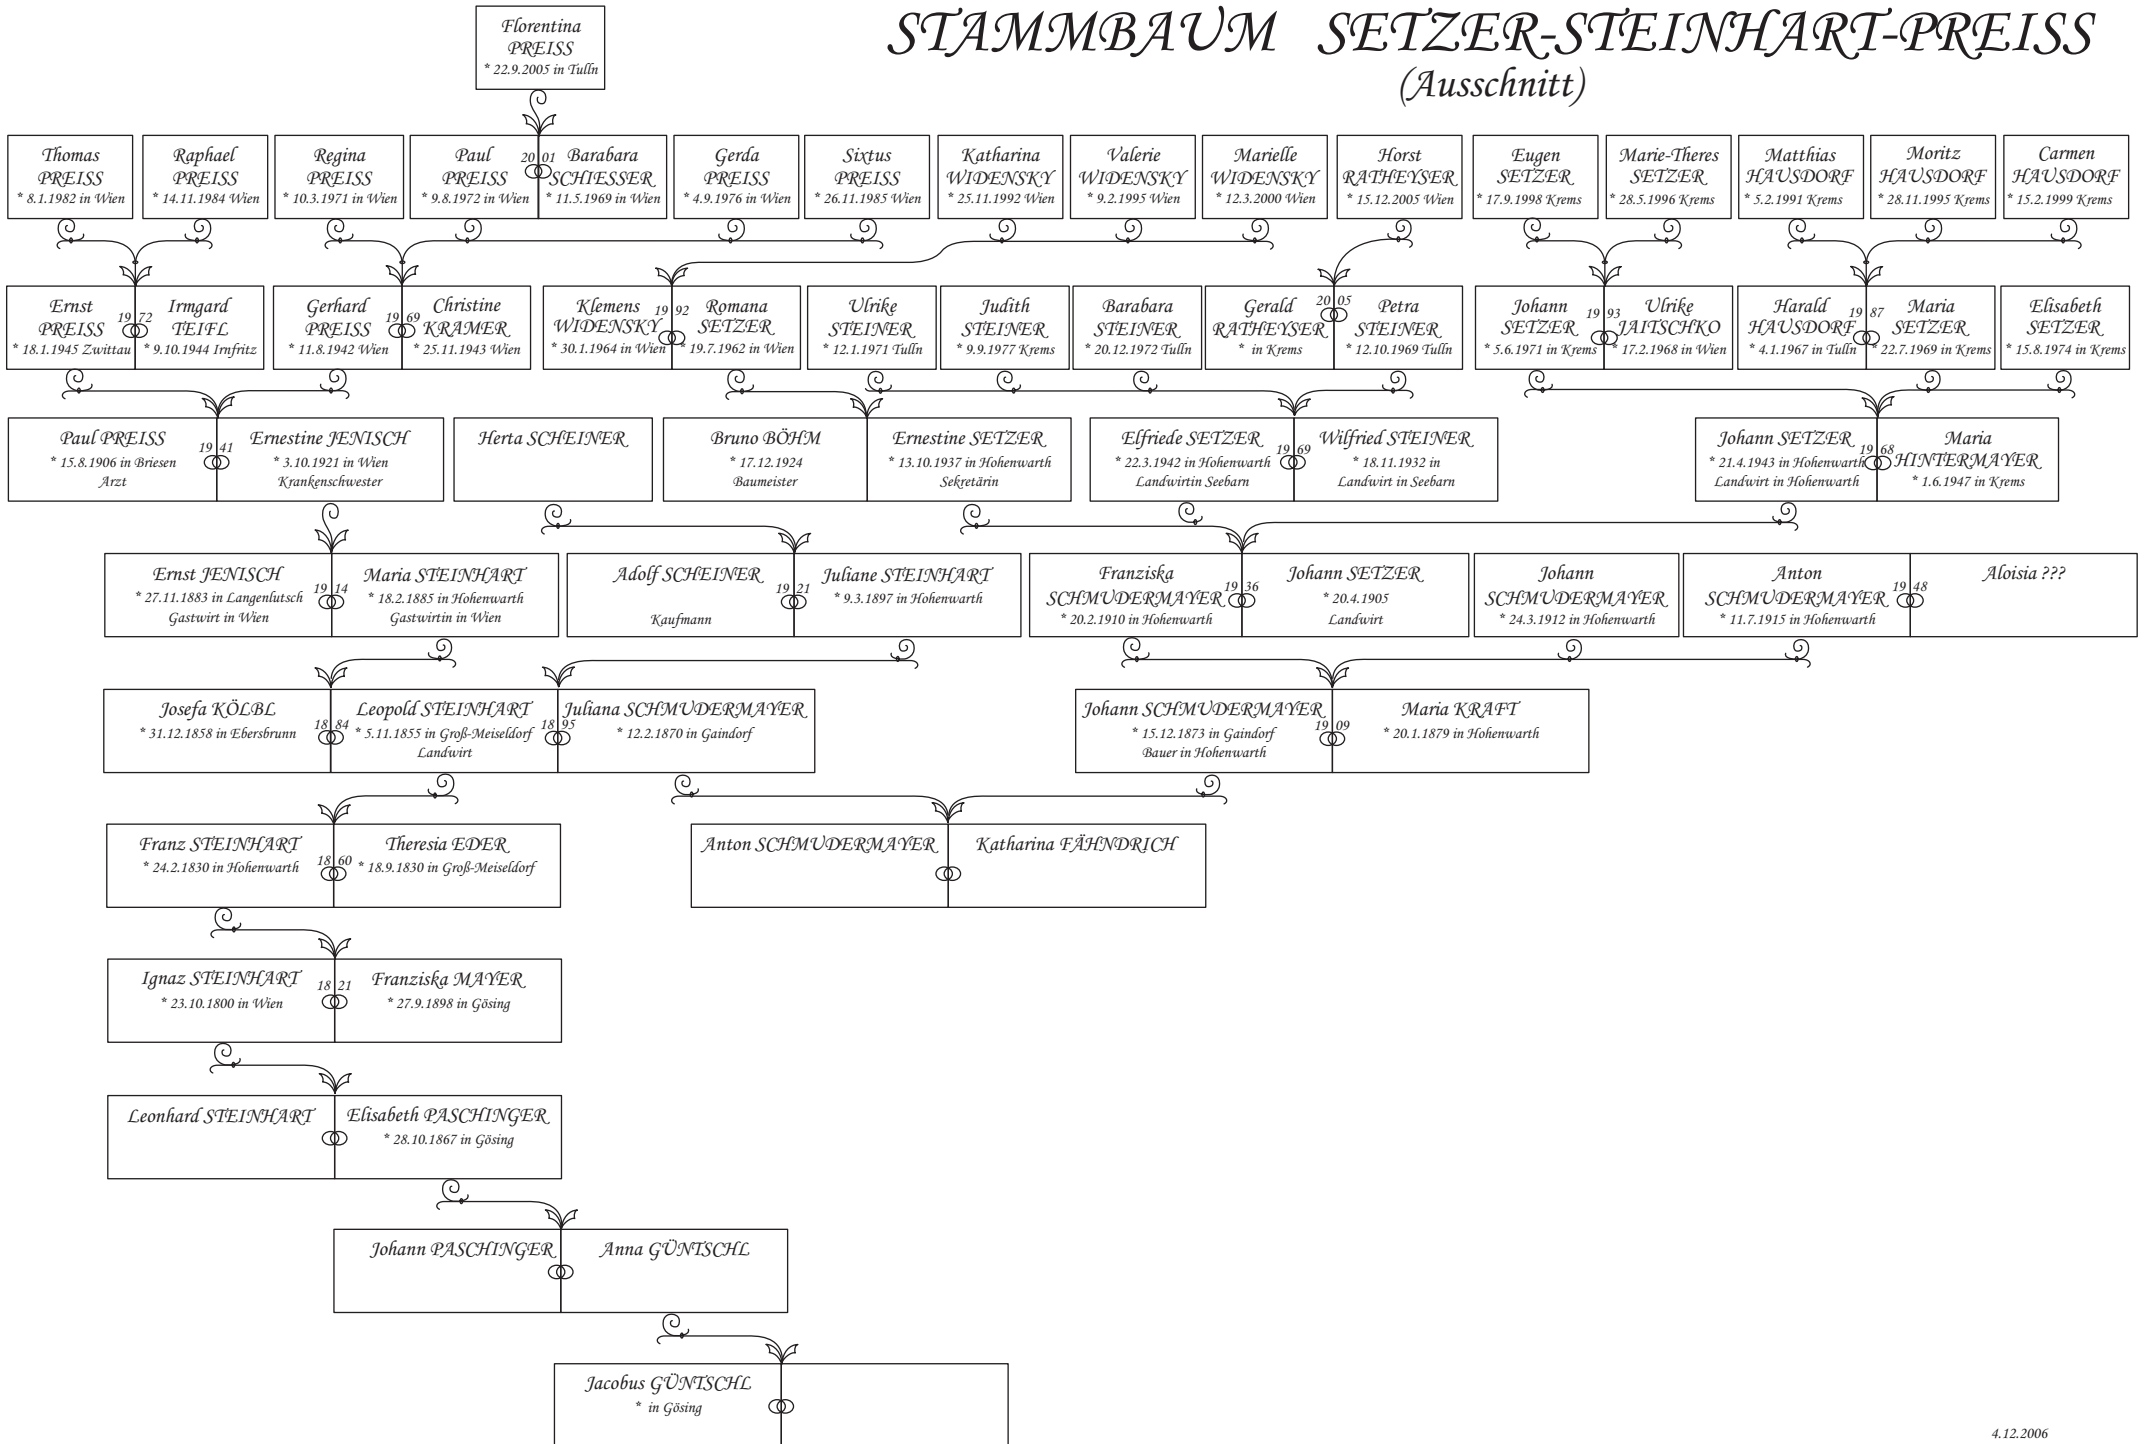 STAMMBAUM SETZER-STEINHART-PREISS
(Ausschnitt)
Florentina
PREISS
* 22.9.2005 in Tulln
Thomas
PREISS
* 8.1.1982 in Wien
Raphael
PREISS
* 14.11.1984 Wien
Regina
PREISS
* 10.3.1971 in Wien
Paul
PREISS
* 9.8.1972 in Wien
20 01
Barabara
SCHIESSER
* 11.5.1969 in Wien
Gerda
PREISS
* 4.9.1976 in Wien
Sixtus
PREISS
* 26.11.1985 Wien
Katharina
WIDENSKY
* 25.11.1992 Wien
Valerie
WIDENSKY
* 9.2.1995 Wien
Marielle
WIDENSKY
* 12.3.2000 Wien
Horst
RATHEYSER
* 15.12.2005 Wien
Eugen
SETZER
* 17.9.1998 Krems
Marie-Theres
SETZER
* 28.5.1996 Krems
Matthias
HAUSDORF
* 5.2.1991 Krems
Moritz
HAUSDORF
* 28.11.1995 Krems
Carmen
HAUSDORF
* 15.2.1999 Krems
Ernst
PREISS
* 18.1.1945 Zwittau
19 72
Irmgard
TEIFL
* 9.10.1944 Irnfritz
Gerhard
PREISS
* 11.8.1942 Wien
19 69
Christine
KRAMER
* 25.11.1943 Wien
Klemens
WIDENSKY
* 30.1.1964 in Wien
19 92
Romana
SETZER
* 19.7.1962 in Wien
Ulrike
STEINER
* 12.1.1971 Tulln
Judith
STEINER
* 9.9.1977 Krems
Barabara
STEINER
* 20.12.1972 Tulln
Gerald
RATHEYSER
* in Krems
20 05
Petra
STEINER
* 12.10.1969 Tulln
Johann
SETZER
* 5.6.1971 in Krems
19 93
Ulrike
JAITSCHKO
* 17.2.1968 in Wien
Harald
HAUSDORF
* 4.1.1967 in Tulln
19 87
Maria
SETZER
* 22.7.1969 in Krems
Elisabeth
SETZER
* 15.8.1974 in Krems
Paul PREISS
* 15.8.1906 in Briesen
Arzt
19 41
Ernestine JENISCH
* 3.10.1921 in Wien
Krankenschwester
Herta SCHEINER
Bruno BÖHM
* 17.12.1924
Baumeister
Ernestine SETZER
* 13.10.1937 in Hohenwarth
Sekretärin
Elfriede SETZER
* 22.3.1942 in Hohenwarth
Landwirtin in Seebarn
19 69
Wilfried STEINER
* 18.11.1932 in
Landwirt in Seebarn
Johann SETZER
* 21.4.1943 in Hohenwarth
Landwirt in Hohenwarth
19 68
Maria
HINTERMAYER
* 1.6.1947 in Krems
Ernst JENISCH
* 27.11.1883 in Langenlutsch
Gastwirt in Wien
19 14
Maria STEINHART
* 18.2.1885 in Hohenwarth
Gastwirtin in Wien
Adolf SCHEINER
Kaufmann
19 21
Juliane STEINHART
* 9.3.1897 in Hohenwarth
Franziska
SCHMUDERMAYER
* 20.2.1910 in Hohenwarth
19 36
Johann SETZER
* 20.4.1905
Landwirt
Johann
SCHMUDERMAYER
* 24.3.1912 in Hohenwarth
Anton
SCHMUDERMAYER
* 11.7.1915 in Hohenwarth
19 48
Aloisia ???
Josefa KÖLBL
* 31.12.1858 in Ebersbrunn
18 84
Leopold STEINHART
* 5.11.1855 in Groß-Meiseldorf
Landwirt
18 95
Juliana SCHMUDERMAYER
* 12.2.1870 in Gaindorf
Johann SCHMUDERMAYER
* 15.12.1873 in Gaindorf
Bauer in Hohenwarth
19 09
Maria KRAFT
* 20.1.1879 in Hohenwarth
Franz STEINHART
* 24.2.1830 in Hohenwarth
18 60
Theresia EDER
* 18.9.1830 in Groß-Meiseldorf
Anton SCHMUDERMAYER
Katharina FÄHNDRICH
Ignaz STEINHART
* 23.10.1800 in Wien
18 21
Franziska MAYER
* 27.9.1898 in Gösing
Leonhard STEINHART
Elisabeth PASCHINGER
* 28.10.1867 in Gösing
Johann PASCHINGER
Anna GÜNTSCHL
Jacobus GÜNTSCHL
* in Gösing
4.12.2006